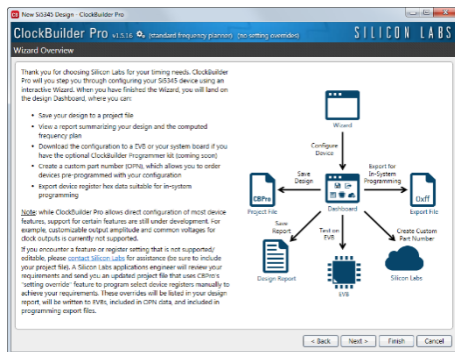 New Si5345 Design - ClockBuilder Pro
ClockBuilder Pro v1.5.16 (standard frequency planner) (no setting overrides) SILICON LABS
Wizard Overview
Thank you for choosing Silicon Labs for your timing needs. ClockBuilder
Pro will step you through configuring your Si5345 device using an
interactive Wizard. When you have finished the Wizard, you will land on
the design Dashboard, where you can:
• Save your design to a project file
• View a report summarizing your design and the computed
frequency plan
• Download the configuration to a EVB or your system board if you
have the optional ClockBuilder Programmer kit (coming soon)
• Create a custom part number (OPN), which allows you to order
devices pre-programmed with your configuration
• Export device register hex data suitable for in-system
programming
Note: while ClockBuilder Pro allows direct configuration of most device
features, support for certain features are still under development. For
example, customizable output amplitude and common voltages for
clock outputs is currently not supported.
If you encounter a feature or register setting that is not supported/
editable, please contact Silicon Labs for assistance (be sure to include
your project file). A Silicon Labs applications engineer will review your
requirements and send you an updated project file that uses CBPro's
"setting override" feature to program select device registers manually to
achieve your requirements. These overrides will be listed in your design
report, will be written to EVBs, included in OPN data, and included in
programming export files.
Wizard
Configure
Device
Save
Design
Export for
In-System
Programming
CBPro
0xff
Project File
Dashboard
Export File
Save
Report
Test on
EVB
Create Custom
Part Number
Design Report
EVB
Silicon Labs
< Back
Next >
Finish
Cancel